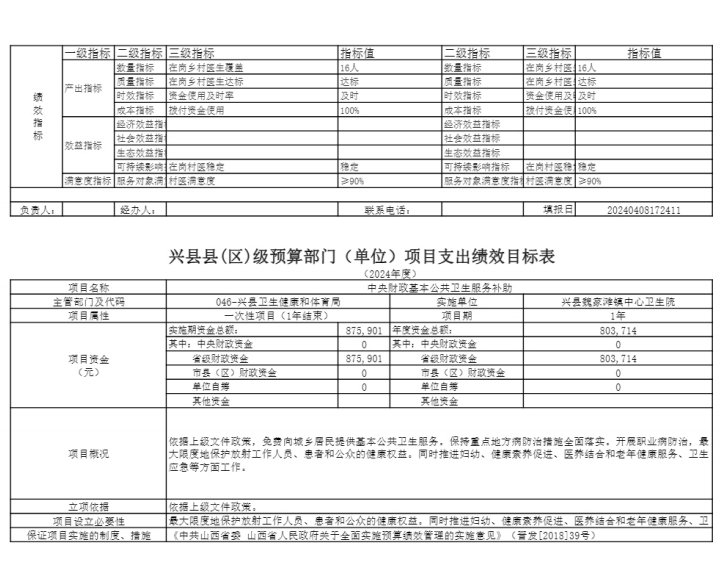 一级指标 二级指标 三级指标 指标值 二级指标 三级指标 指标值
绩效指标
产出指标 数量指标 在岗乡村医生覆盖 16人 数量指标 在岗乡村医 16人
质量指标 在岗乡村医生达标 达标 质量指标 在岗乡村医 达标
时效指标 资金使用及时率 及时 时效指标 资金使用及 及时
成本指标 拨付资金使用 100% 成本指标 拨付资金使 100%
效益指标 经济效益指 经济效益指标
社会效益指 社会效益指标
生态效益指 生态效益指标
可持续影响 在岗村医稳定 稳定 可持续影响指标 在岗村医稳 稳定
满意度指标 服务对象满 村医满意度 ≥90% 服务对象满意度指 村医满意度 ≥90%
负责人: 经办人: 联系电话: 填报日 20240408172411
兴县县(区)级预算部门（单位）项目支出绩效目标表
（2024年度）
项目名称 中央财政基本公共卫生服务补助
主管部门及代码 046-兴县卫生健康和体育局 实施单位 兴县魏家滩镇中心卫生院
项目属性 一次性项目（1年结束） 项目期 1年
项目资金（元）
实施期资金总额: 875,901 年度资金总额: 803,714
其中: 中央财政资金 0 其中: 中央财政资金 0
省级财政资金 875,901 省级财政资金 803,714
市县（区）财政资金 0 市县（区）财政资金 0
单位自筹 0 单位自筹 0
其他资金 其他资金
项目概况
依据上级文件政策，免费向城乡居民提供基本公共卫生服务。保持重点地方病防治措施全面落实。开展职业病防治，最
大限度地保护放射工作人员、患者和公众的健康权益。同时推进妇幼、健康素养促进、医养结合和老年健康服务、卫生
应急等方面工作。
立项依据 依据上级文件政策。
项目设立必要性 最大限度地保护放射工作人员、患者和公众的健康权益。同时推进妇幼、健康素养促进、医养结合和老年健康服务、卫
保证项目实施的制度、措施 《中共山西省委 山西省人民政府关于全面实施预算绩效管理的实施意见》（晋发[2018]39号）